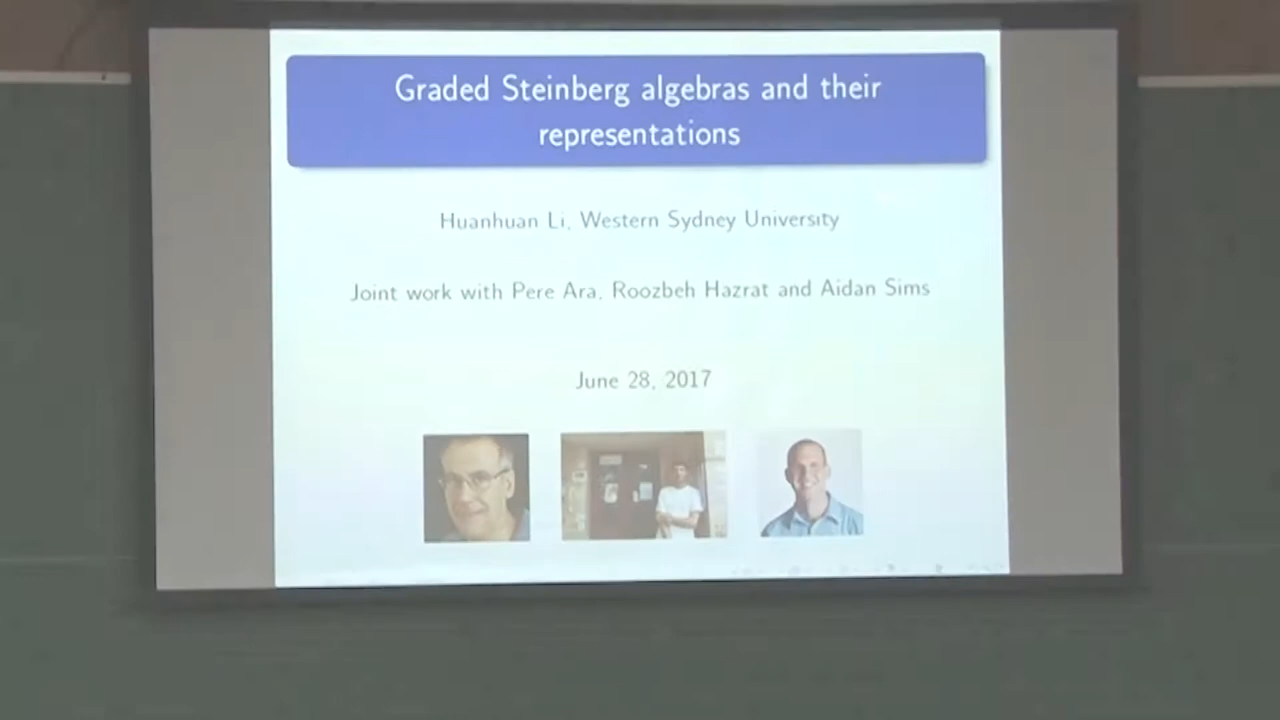 Graded Steinberg algebras and their
representations
Huanhuan Li, Western Sydney University
Joint work with Pere Ara, Roozbeh Hazrat and Aidan Sims
June 28, 2017